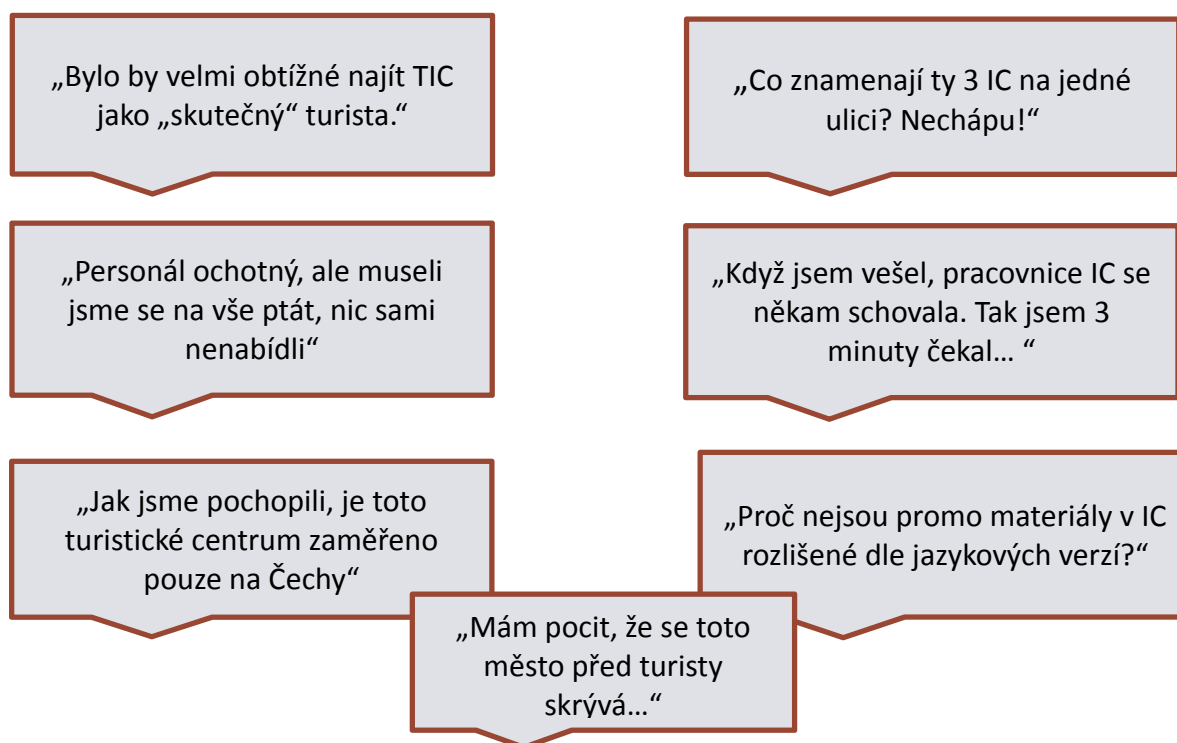 „Bylo by velmi obtížné najít TIC
jako „skutečný“ turista.“
„Co znamenají ty 3 IC na jedné
ulici? Nechápu!“
„Personál ochotný, ale museli
jsme se na vše ptát, nic sami
nenabídli“
„Když jsem vešel, pracovnice IC se
někam schovala. Tak jsem 3
minuty čekal… “
„Jak jsme pochopili, je toto
turistické centrum zaměřeno
pouze na Čechy“
„Proč nejsou promo materiály v IC
rozlišené dle jazykových verzí?“
„Mám pocit, že se toto
město před turisty
skrývá…“